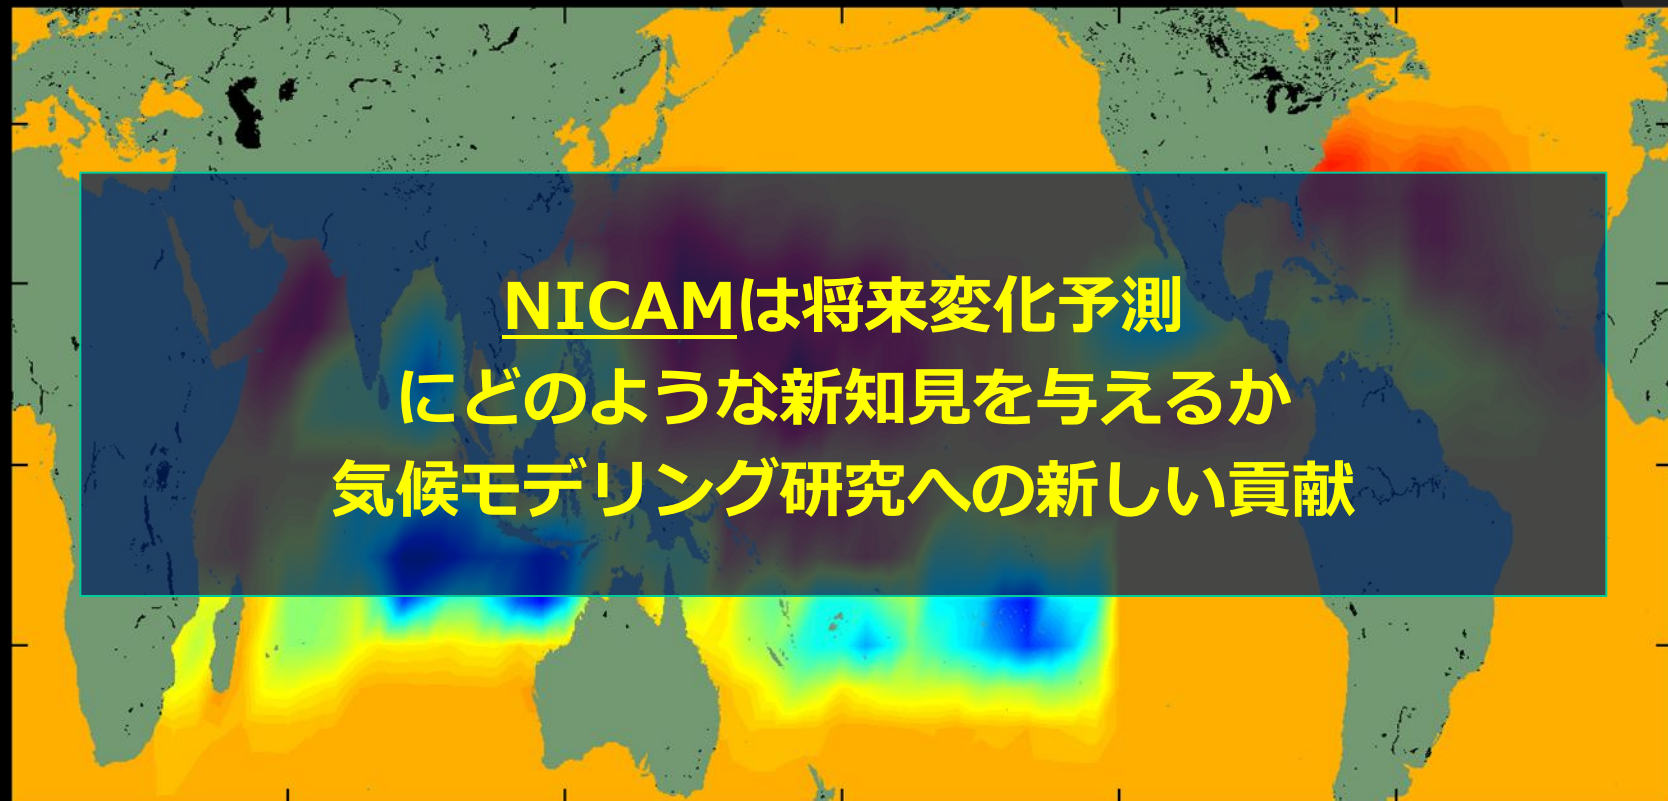 NICAMは将来変化予測
にどのような新知見を与えるか
気候モデリング研究への新しい貢献